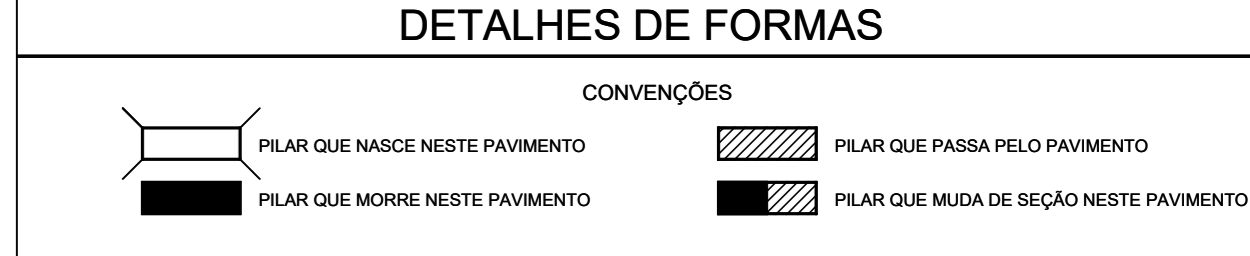 DETALHES DE FORMAS
CONVENÇÕES
PILAR QUE NASCE NESTE PAVIMENTO
PILAR QUE PASSA PELO PAVIMENTO
PILAR QUE MORRE NESTE PAVIMENTO
PILAR QUE MUDA DE SEÇÃO NESTE PAVIMENTO